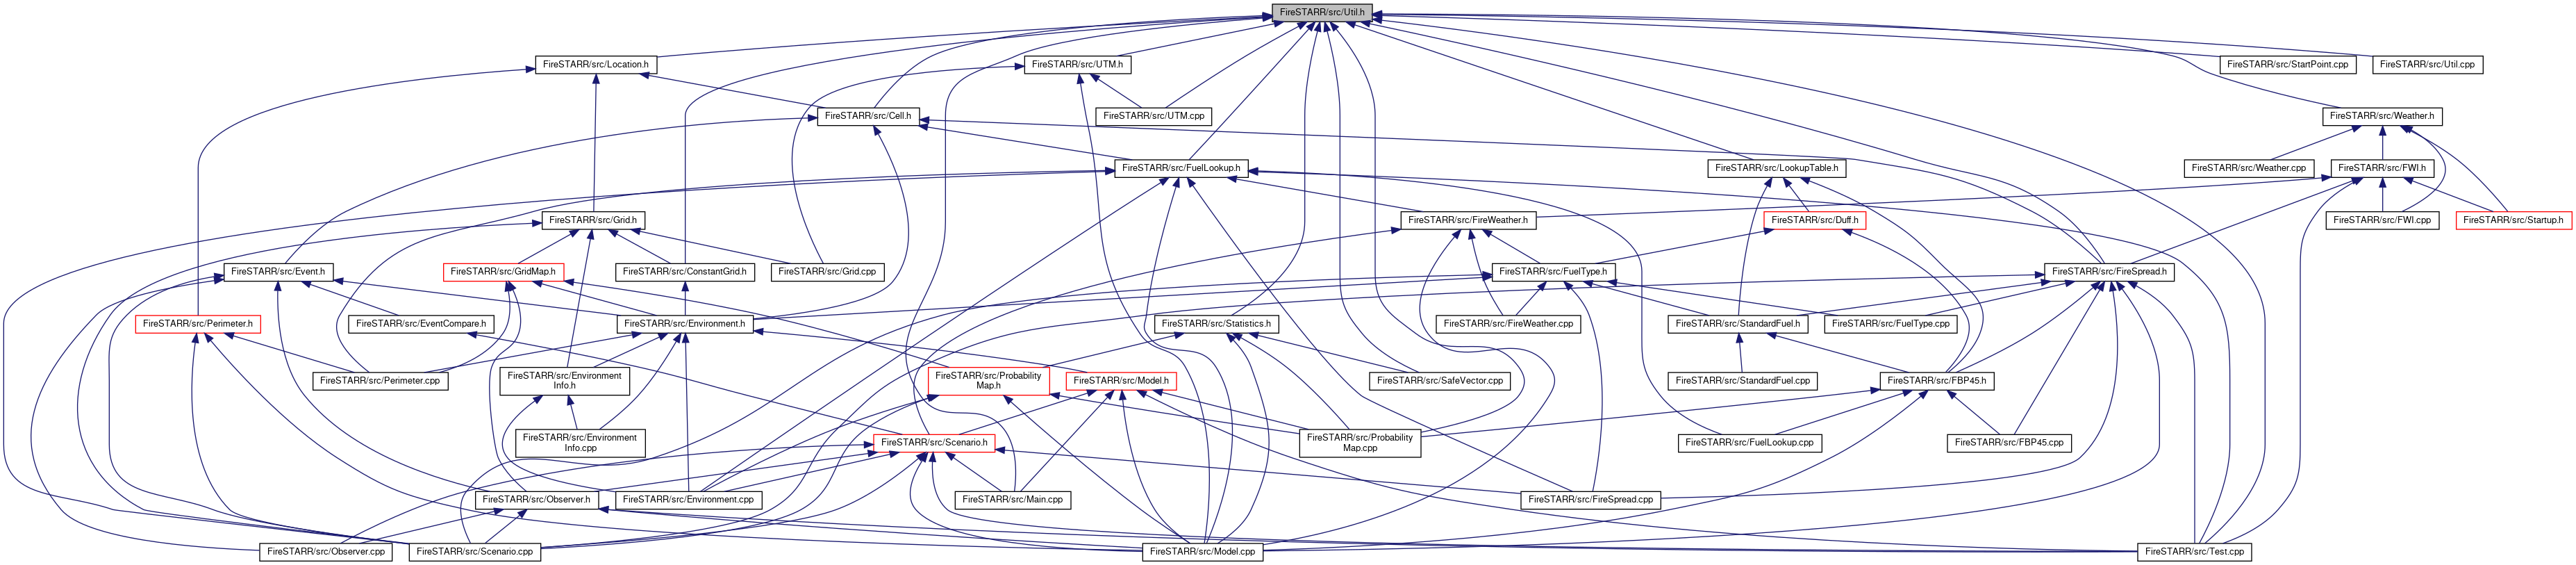 FireSTARR/src/Util.h
FireSTARR/src/Location.h
FireSTARR/src/UTM.h
FireSTARR/src/StartPoint.cpp
FireSTARR/src/Util.cpp
FireSTARR/src/Cell.h
FireSTARR/src/UTM.cpp
FireSTARR/src/Weather.h
FireSTARR/src/FuelLookup.h
FireSTARR/src/LookupTable.h
FireSTARR/src/Weather.cpp
FireSTARR/src/FWI.h
FireSTARR/src/Grid.h
FireSTARR/src/FireWeather.h
FireSTARR/src/Duff.h
FireSTARR/src/FWI.cpp
FireSTARR/src/Startup.h
FireSTARR/src/Event.h
FireSTARR/src/GridMap.h
FireSTARR/src/ConstantGrid.h
FireSTARR/src/Grid.cpp
FireSTARR/src/FuelType.h
FireSTARR/src/FireSpread.h
FireSTARR/src/Perimeter.h
FireSTARR/src/EventCompare.h
FireSTARR/src/Environment.h
FireSTARR/src/Statistics.h
FireSTARR/src/FireWeather.cpp
FireSTARR/src/StandardFuel.h
FireSTARR/src/FuelType.cpp
FireSTARR/src/Perimeter.cpp
FireSTARR/src/Environment
Info.h
FireSTARR/src/Probability
Map.h
FireSTARR/src/Model.h
FireSTARR/src/SafeVector.cpp
FireSTARR/src/StandardFuel.cpp
FireSTARR/src/FBP45.h
FireSTARR/src/Environment
Info.cpp
FireSTARR/src/Scenario.h
FireSTARR/src/Probability
Map.cpp
FireSTARR/src/FuelLookup.cpp
FireSTARR/src/FBP45.cpp
FireSTARR/src/Observer.h
FireSTARR/src/Environment.cpp
FireSTARR/src/Main.cpp
FireSTARR/src/FireSpread.cpp
FireSTARR/src/Observer.cpp
FireSTARR/src/Scenario.cpp
FireSTARR/src/Model.cpp
FireSTARR/src/Test.cpp